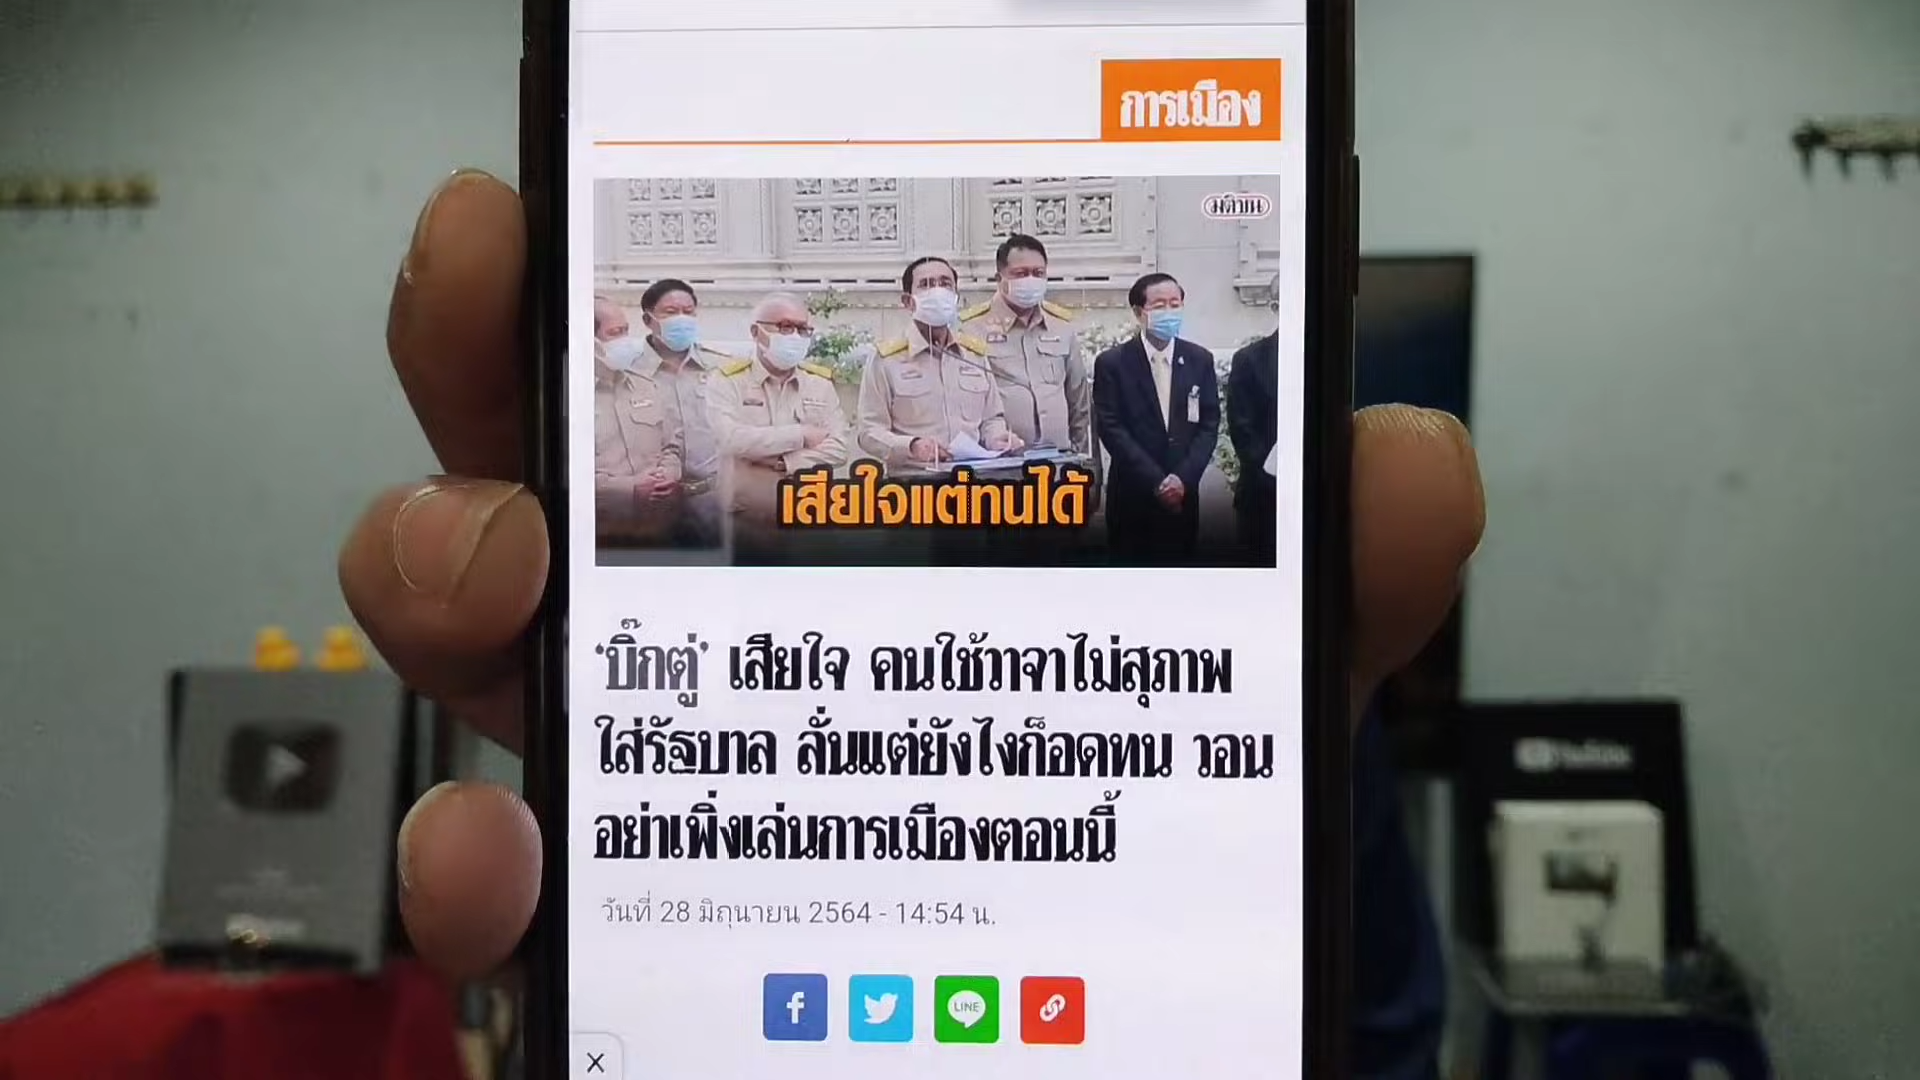 การเมือง
มติชน
เสียใจแต่ทนได้
‘บิ๊กตู่’ เสียใจ คนใช้วาจาไม่สุภาพ
ใส่รัฐบาล ลั่นแต่ยังไงก็อดทน วอน
อย่าเพิ่งเล่นการเมืองตอนนี้
วันที่ 28 มิถุนายน 2564 - 14:54 น.
LINE
YouTube